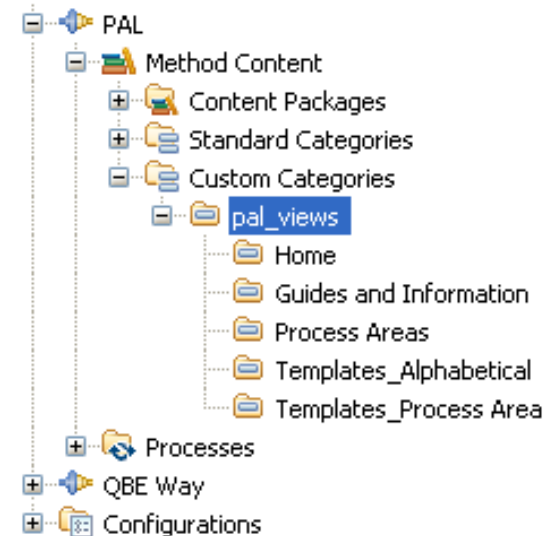 PAL
Method Content
Content Packages
Standard Categories
Custom Categories
pal_views
Home
Guides and Information
Process Areas
Templates_Alphabetical
Templates_Process Area
Processes
QBE Way
Configurations